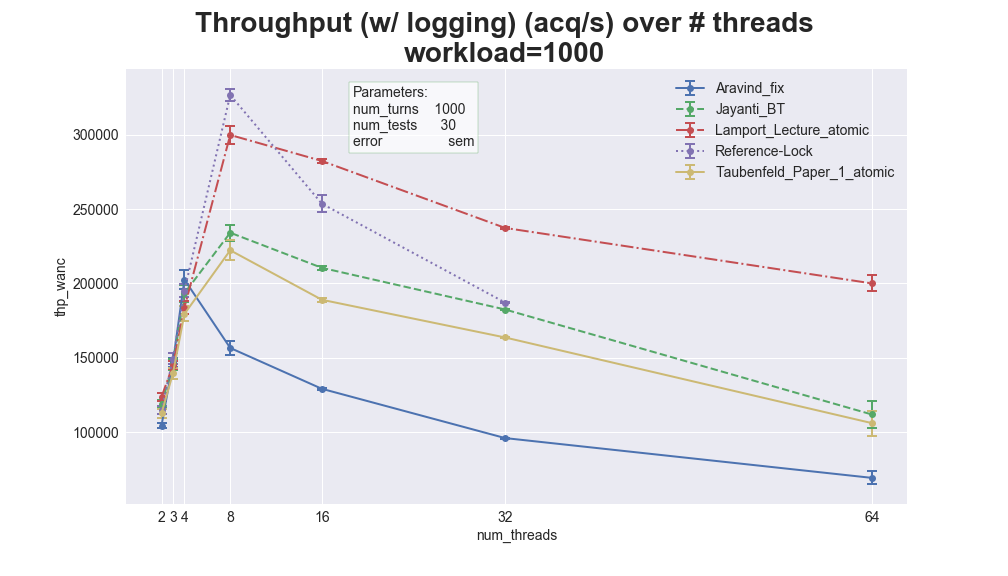 Throughput (w/ logging) (acq/s) over # threads
workload=1000
Parameters:
num_turns 1000
num_tests 30
error sem
Aravind_fix
Jayanti_BT
Lamport_Lecture_atomic
Reference-Lock
Taubenfeld_Paper_1_atomic
thp_wanc
300000
250000
200000
150000
100000
2 3 4 8 16 32 64
num_threads